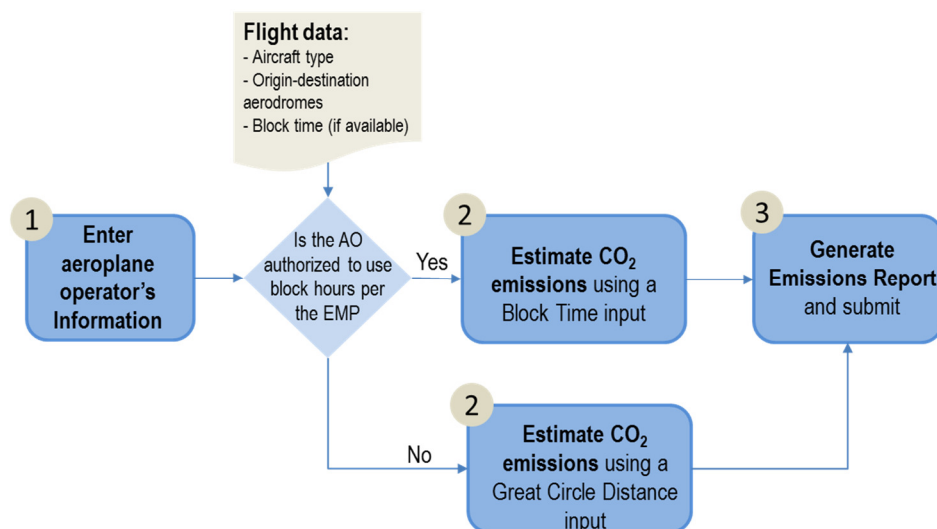 Flight data:
- Aircraft type
- Origin-destination
aerodromes
- Block time (if available)
1
Enter
aeroplane
operator's
Information
Is the AO
authorized to use
block hours per
the EMP
Yes
2
Estimate CO₂
emissions using a
Block Time input
3
Generate
Emissions Report
and submit
No
2
Estimate CO₂
emissions using a
Great Circle Distance
input